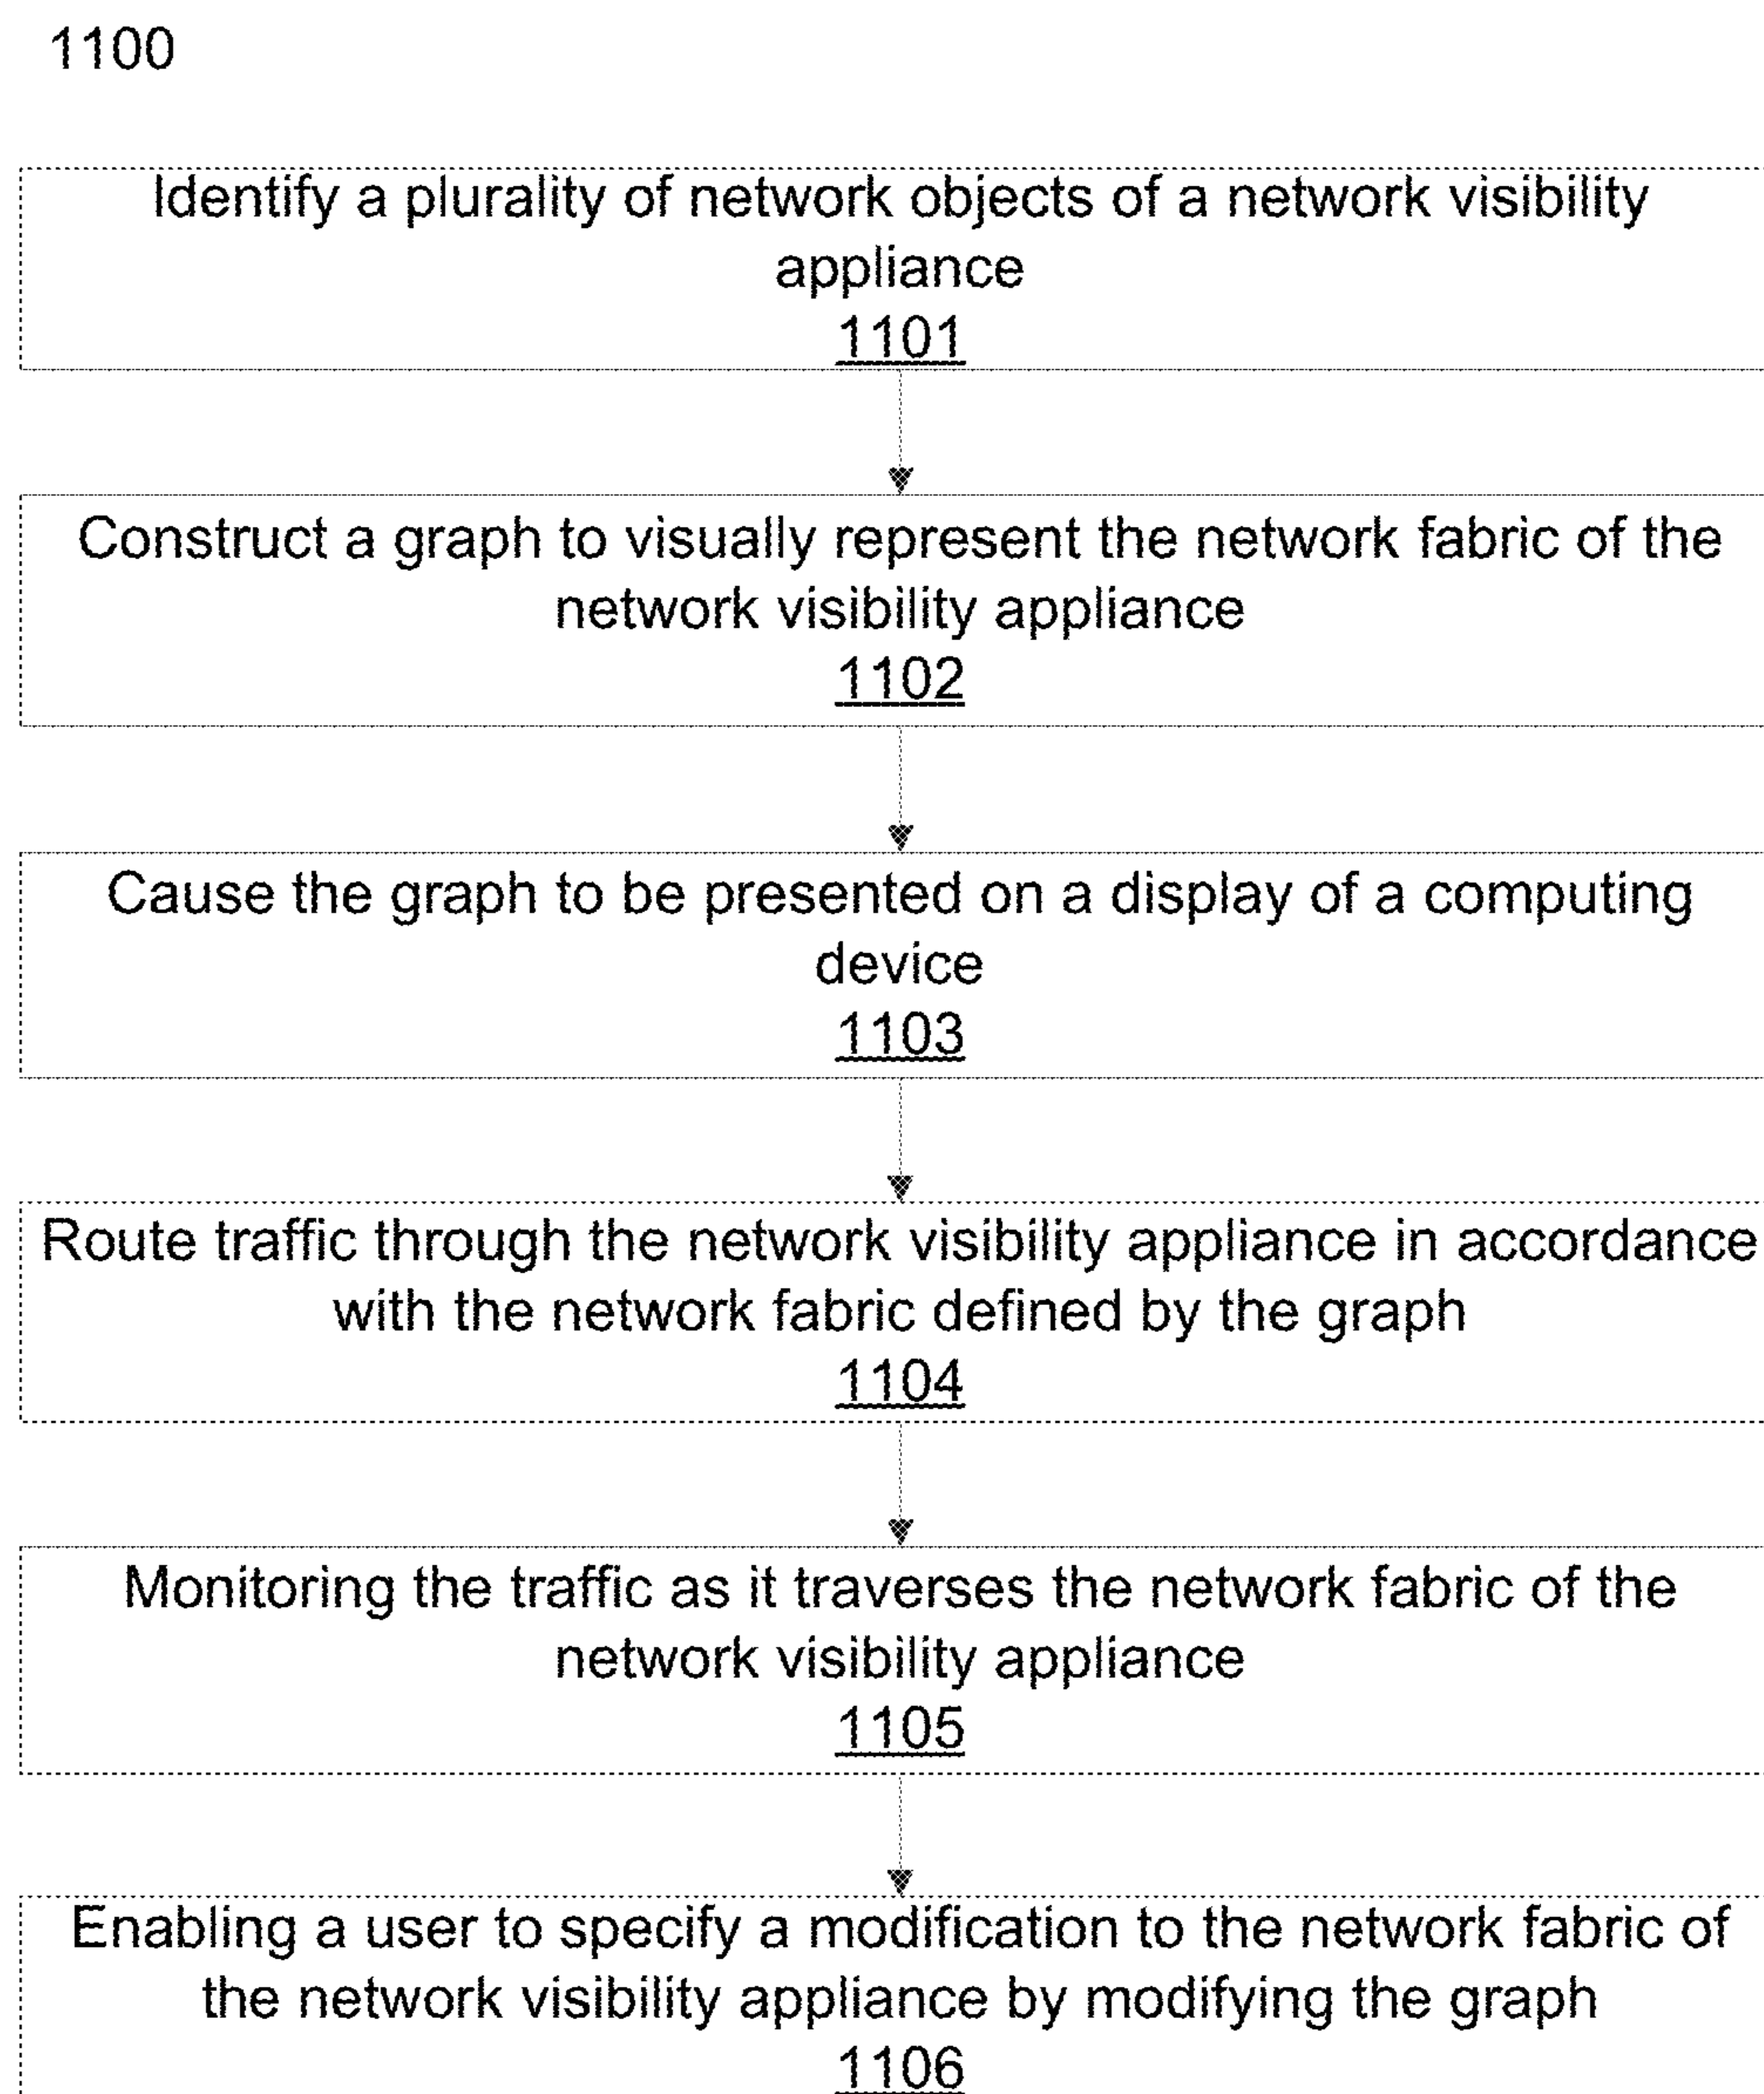 1100
Identify a plurality of network objects of a network visibility
appliance
1101
Construct a graph to visually represent the network fabric of the
network visibility appliance
1102
Cause the graph to be presented on a display of a computing
device
1103
Route traffic through the network visibility appliance in accordance
with the network fabric defined by the graph
1104
Monitoring the traffic as it traverses the network fabric of the
network visibility appliance
1105
Enabling a user to specify a modification to the network fabric of
the network visibility appliance by modifying the graph
1106